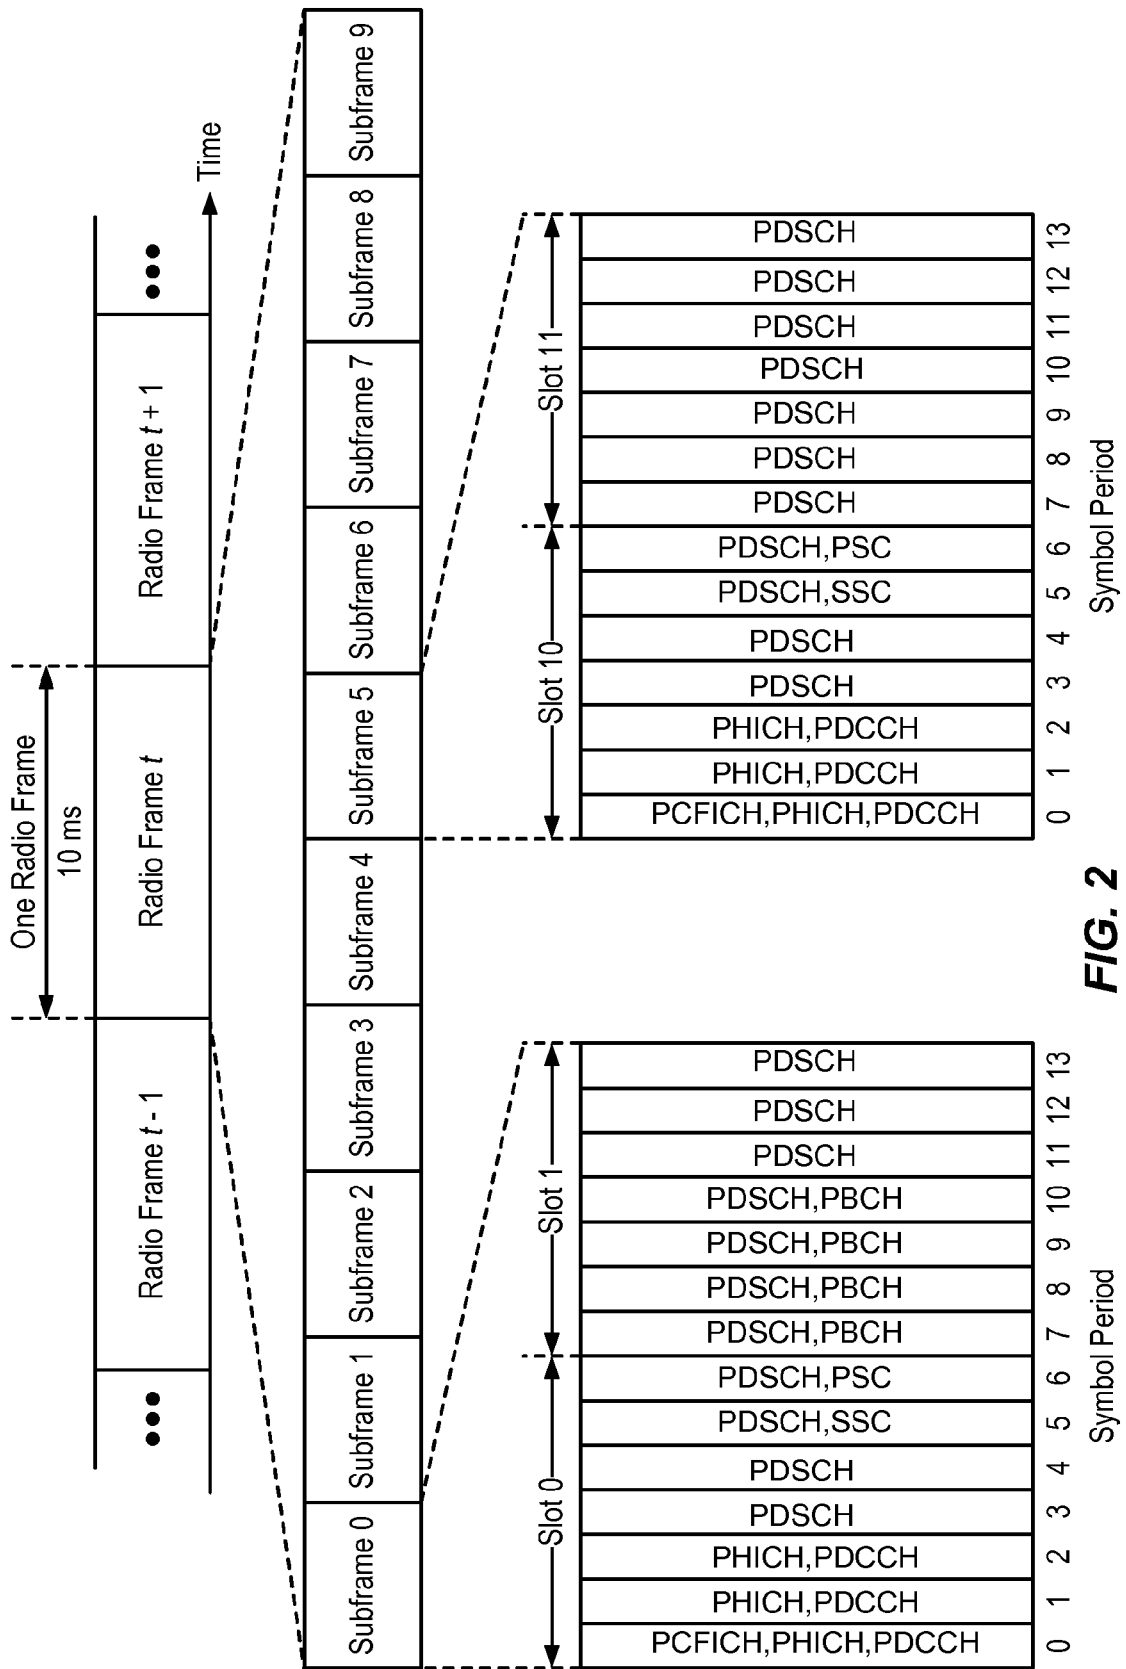 One Radio Frame
10 ms
Radio Frame t - 1
Radio Frame t
Radio Frame t + 1
Time
Subframe 0
Subframe 1
Subframe 2
Subframe 3
Subframe 4
Subframe 5
Subframe 6
Subframe 7
Subframe 8
Subframe 9
Slot 0
Slot 1
PCFICH,PHICH,PDCCH
PHICH,PDCCH
PHICH,PDCCH
PDSCH
PDSCH
PDSCH,SSC
PDSCH,PSC
PDSCH,PBCH
PDSCH,PBCH
PDSCH,PBCH
PDSCH,PBCH
PDSCH
PDSCH
PDSCH
0 1 2 3 4 5 6 7 8 9 10 11 12 13
Symbol Period
Slot 10
Slot 11
PCFICH,PHICH,PDCCH
PHICH,PDCCH
PHICH,PDCCH
PDSCH
PDSCH
PDSCH,SSC
PDSCH,PSC
PDSCH
PDSCH
PDSCH
PDSCH
PDSCH
PDSCH
PDSCH
0 1 2 3 4 5 6 7 8 9 10 11 12 13
Symbol Period
FIG. 2